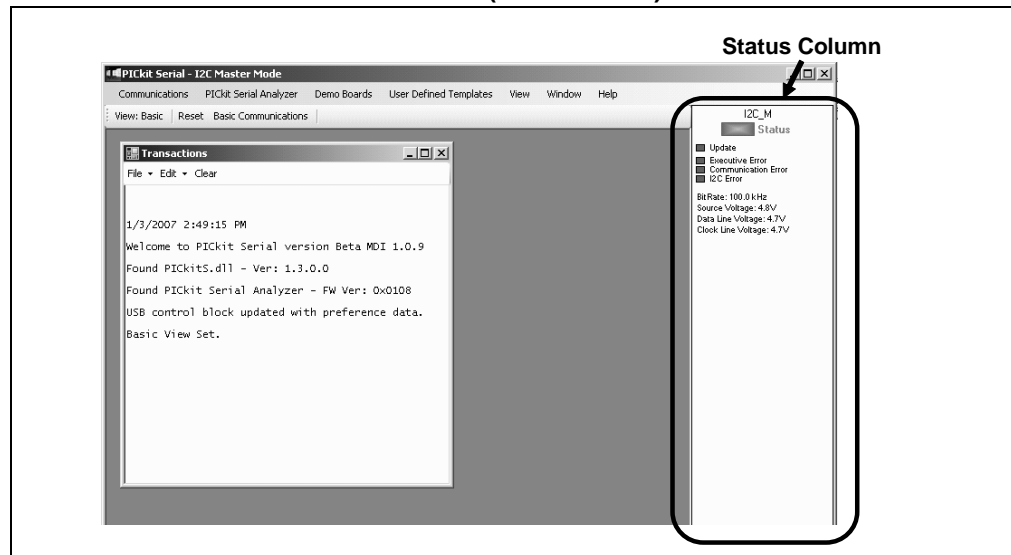 Status Column
PICkit Serial - I2C Master Mode
Communications PICkit Serial Analyzer Demo Boards User Defined Templates View Window Help
View: Basic Reset Basic Communications
I2C_M
Status
Update
Executive Error
Communication Error
I2C Error
BitRate: 100.0 kHz
Source Voltage: 4.8V
Data Line Voltage: 4.7V
Clock Line Voltage: 4.7V
Transactions
File Edit Clear
1/3/2007 2:49:15 PM
Welcome to PICkit Serial version Beta MDI 1.0.9
Found PICkitS.dll - Ver: 1.3.0.0
Found PICkit Serial Analyzer - FW Ver: 0x0108
USB control block updated with preference data.
Basic View Set.